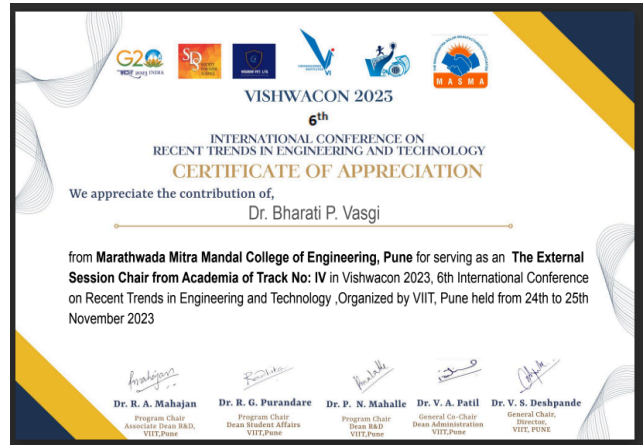 G20
भारत 2023 INDIA
VI
MASMA
VISHWACON 2023
6th
INTERNATIONAL CONFERENCE ON
RECENT TRENDS IN ENGINEERING AND TECHNOLOGY
CERTIFICATE OF APPRECIATION
We appreciate the contribution of,
Dr. Bharati P. Vasgi
from Marathwada Mitra Mandal College of Engineering, Pune for serving as an The External
Session Chair from Academia of Track No: IV in Vishwacon 2023, 6th International Conference
on Recent Trends in Engineering and Technology ,Organized by VIIT, Pune held from 24th to 25th
November 2023
Dr. R. A. Mahajan
Program Chair
Associate Dean R&D,
VIIT,Pune
Dr. R. G. Purandare
Program Chair
Dean Student Affairs
VIIT,Pune
Dr. P. N. Mahalle
Program Chair
Dean R&D
VIIT,Pune
Dr. V. A. Patil
General Co-Chair
Dean Administration
VIIT,Pune
Dr. V. S. Deshpande
General Chair,
Director,
VIIT, PUNE